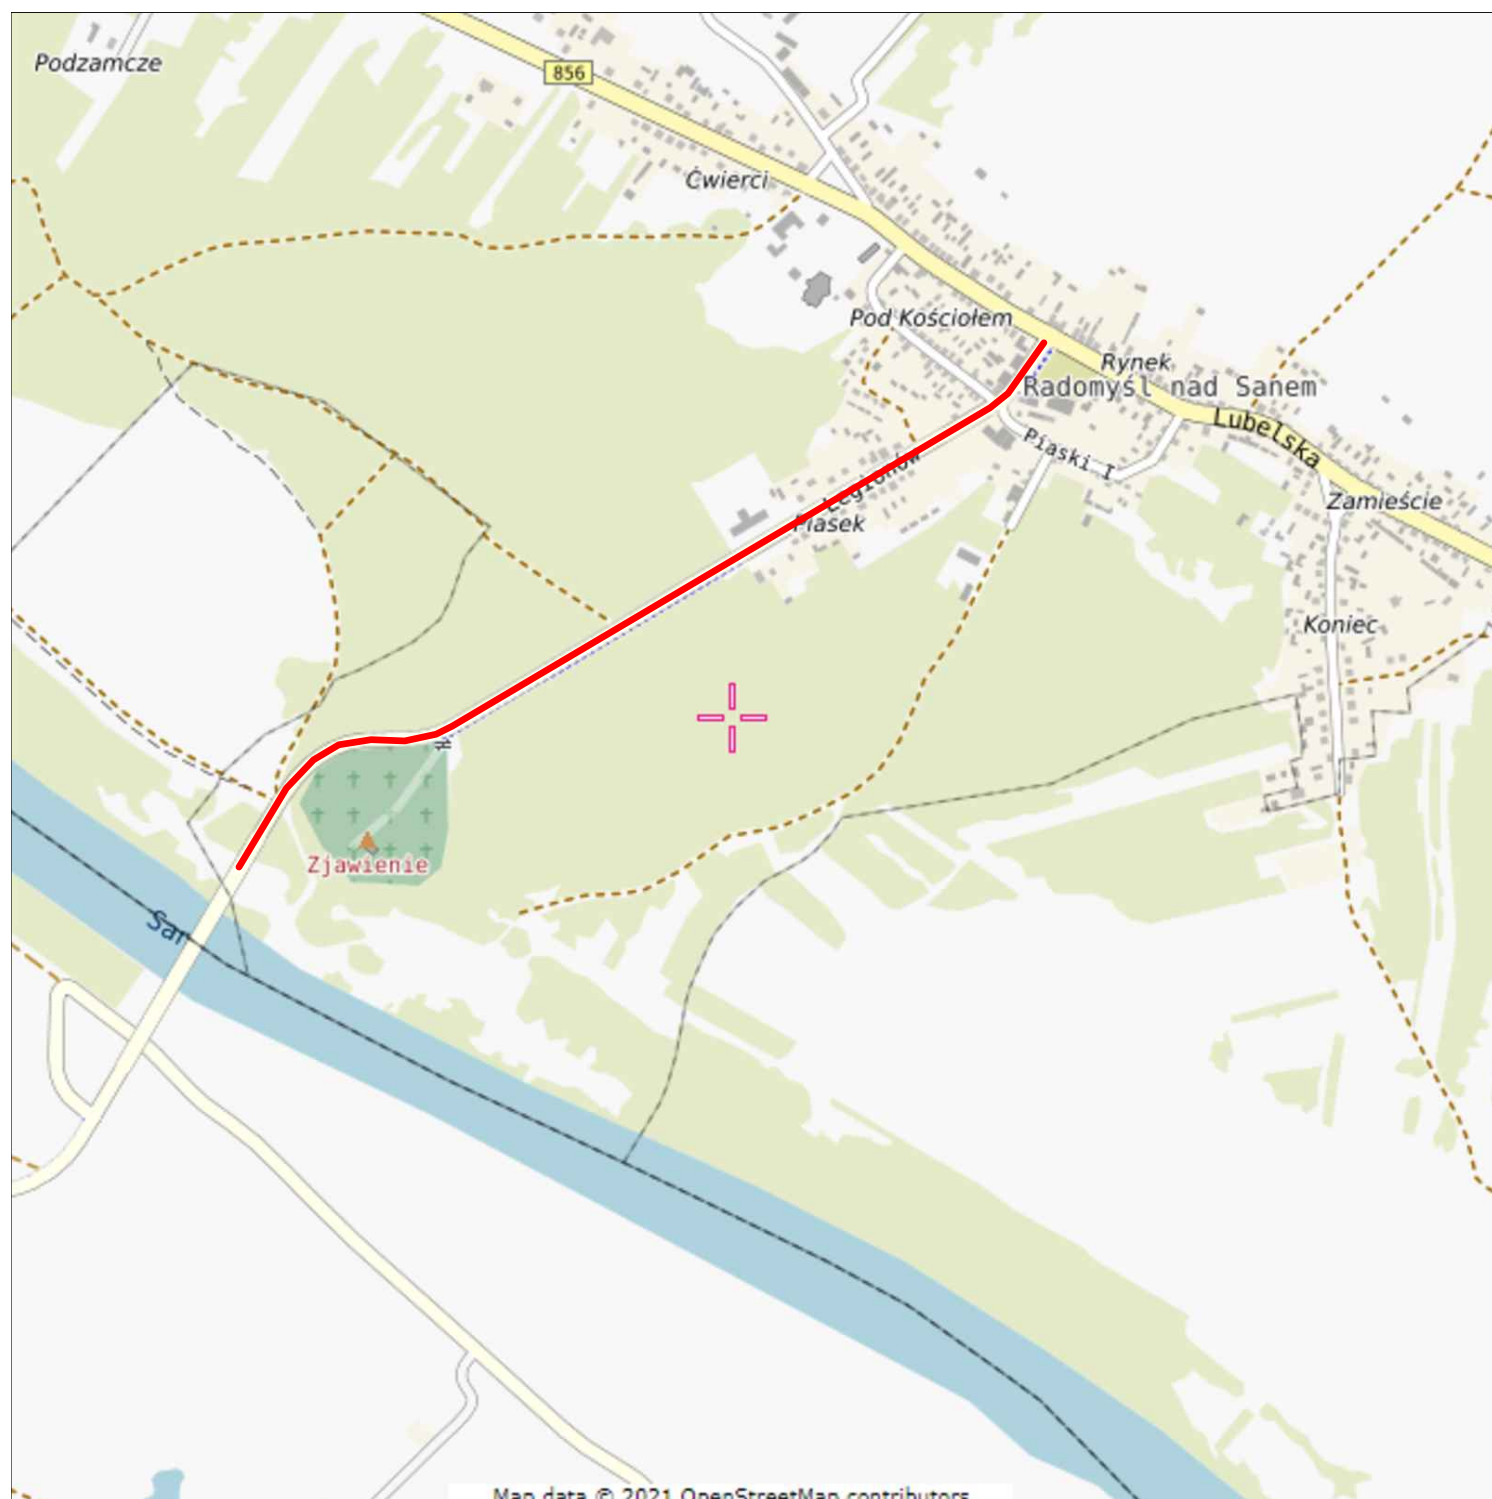 Podzamcze
856
Ćwierci
Pod Kościołem
Rynek
Radomyśl nad Sanem
Lubelska
Piaski I
Legionów
Piasek
Zamieście
Koniec
Zjawienie
San
Map data © 2021 OpenStreetMap contributors